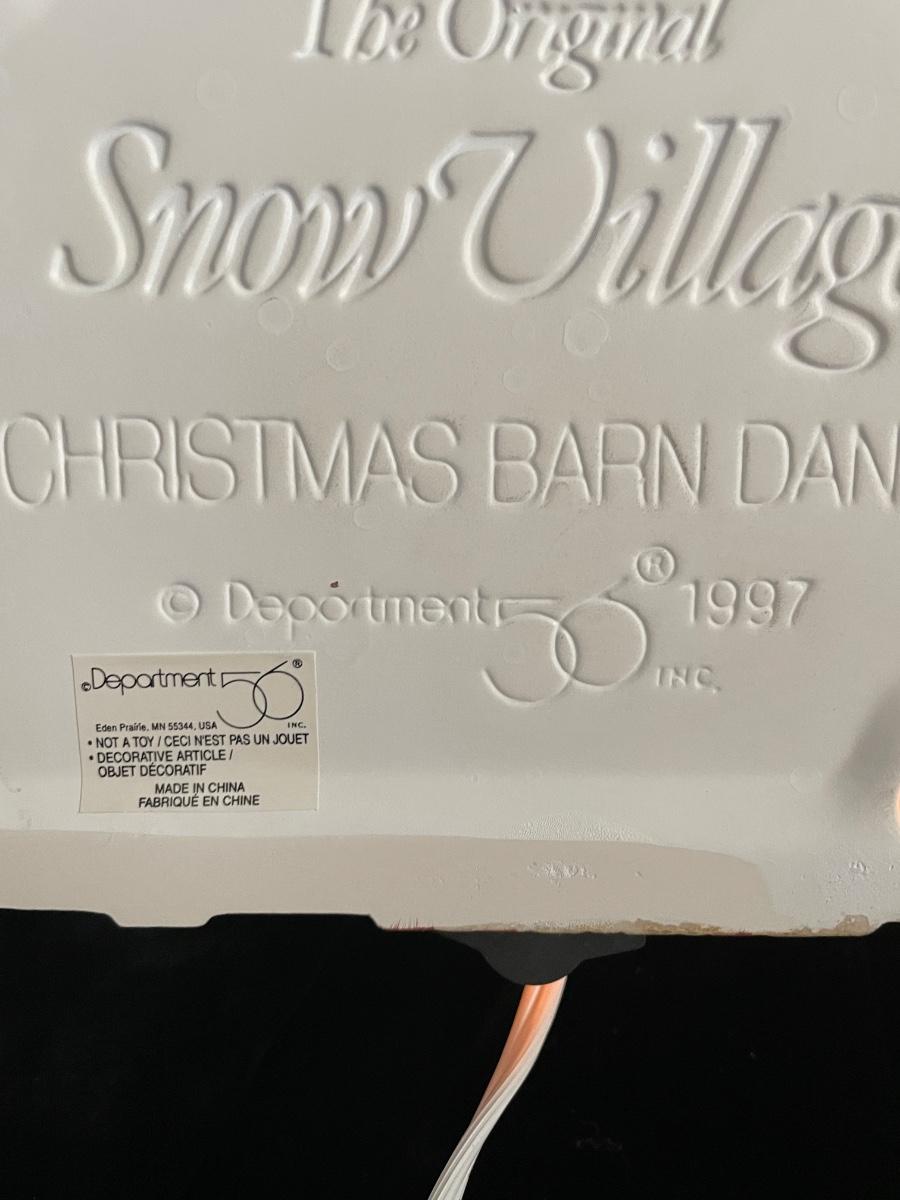 The Original
Snow Village
CHRISTMAS BARN DAN
© Department 56 ® 1997
INC.
©Department 56 ®
Eden Prairie, MN 55344, USA INC.
• NOT A TOY / CECI N'EST PAS UN JOUET
• DECORATIVE ARTICLE /
OBJET DÉCORATIF
MADE IN CHINA
FABRIQUÉ EN CHINE